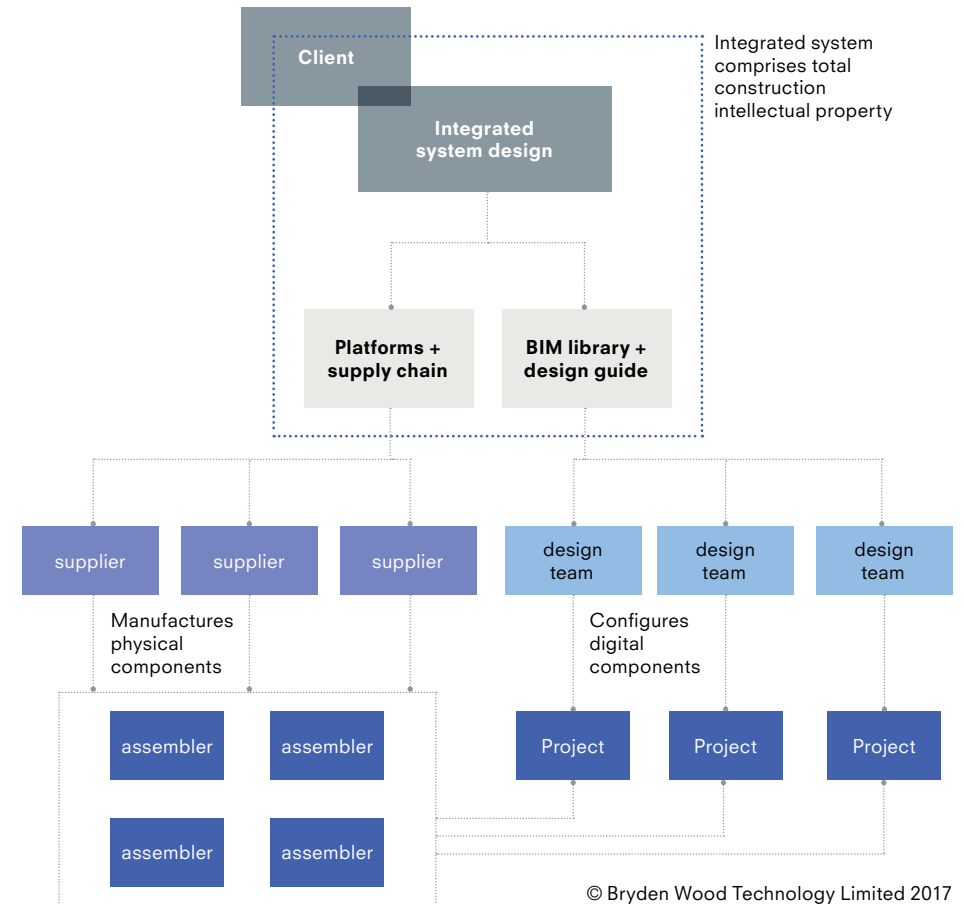 Client
Integrated system
comprises total
construction
intellectual property
Integrated
system design
Platforms +
supply chain
BIM library +
design guide
supplier
supplier
supplier
design
team
design
team
design
team
Manufactures
physical
components
Configures
digital
components
assembler
assembler
Project
Project
Project
assembler
assembler
© Bryden Wood Technology Limited 2017